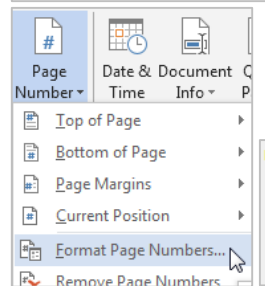 Page Number
Date & Time
Document Info
Top of Page
Bottom of Page
Page Margins
Current Position
Format Page Numbers...
Remove Page Numbers